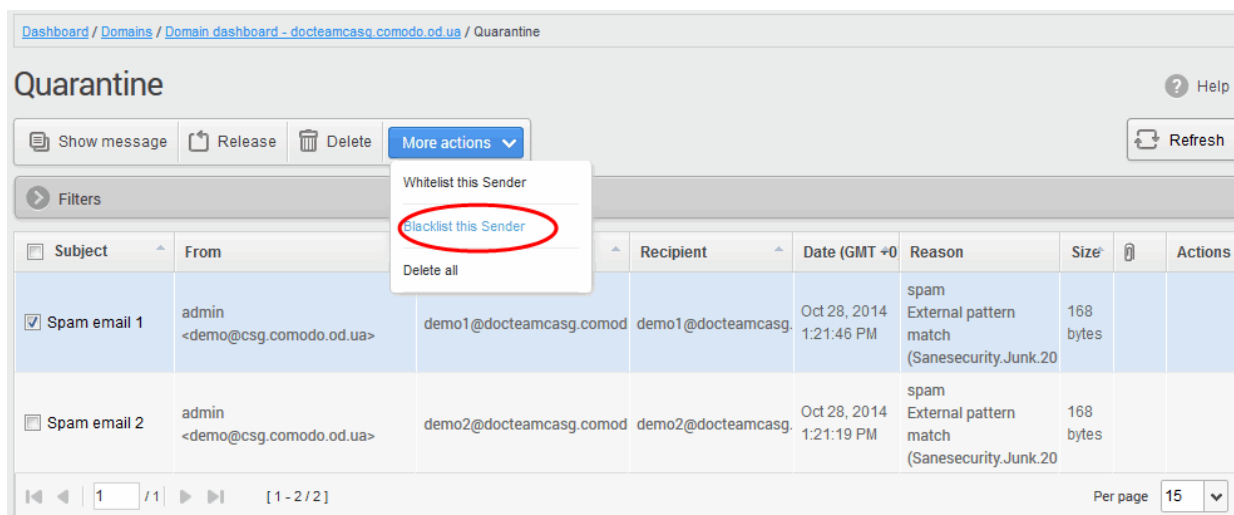 Dashboard / Domains / Domain dashboard - docteamcasg.comodo.od.ua / Quarantine
Quarantine
Help
Show message
Release
Delete
More actions
Refresh
Whitelist this Sender
Filters
Blacklist this Sender
Delete all
Subject
From
Recipient
Date (GMT +0
Reason
Size
Actions
Spam email 1
admin
<demo@csg.comodo.od.ua>
demo1@docteamcasg.comod
demo1@docteamcasg.
Oct 28, 2014
1:21:46 PM
spam
External pattern
match
(Sanesecurity.Junk.20
168
bytes
Spam email 2
admin
<demo@csg.comodo.od.ua>
demo2@docteamcasg.comod
demo2@docteamcasg.
Oct 28, 2014
1:21:19 PM
spam
External pattern
match
(Sanesecurity.Junk.20
168
bytes
1 / 1
[ 1 - 2 / 2 ]
Per page 15